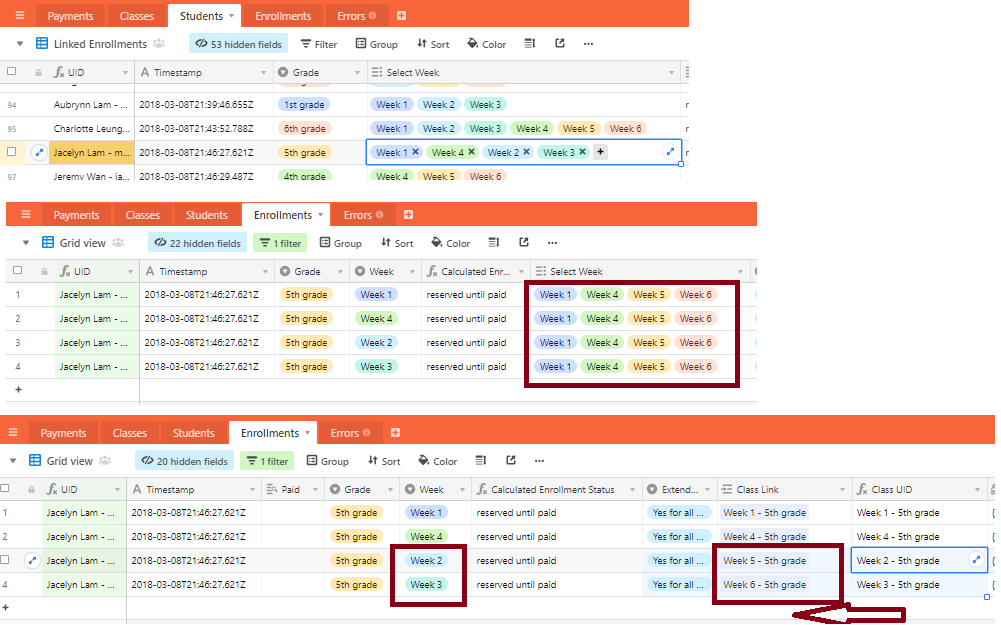 Payments Classes Students Enrollments Errors
Linked Enrollments 53 hidden fields Filter Group Sort Color ...
UID Timestamp Grade Select Week
94 Aubrynn Lam - ... 2018-03-08T21:39:46.655Z 1st grade Week 1 Week 2 Week 3
95 Charlotte Leung... 2018-03-08T21:43:52.788Z 6th grade Week 1 Week 2 Week 3 Week 4 Week 5 Week 6
Jacelyn Lam - m... 2018-03-08T21:46:27.621Z 5th grade Week 1 × Week 4 × Week 2 × Week 3 × +
97 Jeremy Wan - ja... 2018-03-08T21:46:29.487Z 4th grade Week 4 Week 5 Week 6
Payments Classes Students Enrollments Errors
Grid view 22 hidden fields 1 filter Group Sort Color ...
UID Timestamp Grade Week Calculated Enr... Select Week
1 Jacelyn Lam - ... 2018-03-08T21:46:27.621Z 5th grade Week 1 reserved until paid Week 1 Week 4 Week 5 Week 6
2 Jacelyn Lam - ... 2018-03-08T21:46:27.621Z 5th grade Week 4 reserved until paid Week 1 Week 4 Week 5 Week 6
3 Jacelyn Lam - ... 2018-03-08T21:46:27.621Z 5th grade Week 2 reserved until paid Week 1 Week 4 Week 5 Week 6
4 Jacelyn Lam - ... 2018-03-08T21:46:27.621Z 5th grade Week 3 reserved until paid Week 1 Week 4 Week 5 Week 6
+
Payments Classes Students Enrollments Errors
Grid view 20 hidden fields 1 filter Group Sort Color ...
UID Timestamp Paid Grade Week Calculated Enrollment Status Extend... Class Link Class UID
1 Jacelyn Lam - ... 2018-03-08T21:46:27.621Z 5th grade Week 1 reserved until paid Yes for all ... Week 1 - 5th grade Week 1 - 5th grade
2 Jacelyn Lam - ... 2018-03-08T21:46:27.621Z 5th grade Week 4 reserved until paid Yes for all ... Week 4 - 5th grade Week 4 - 5th grade
Jacelyn Lam - ... 2018-03-08T21:46:27.621Z 5th grade Week 2 reserved until paid Yes for all ... Week 5 - 5th grade Week 2 - 5th grade
4 Jacelyn Lam - ... 2018-03-08T21:46:27.621Z 5th grade Week 3 reserved until paid Yes for all ... Week 6 - 5th grade Week 3 - 5th grade
+